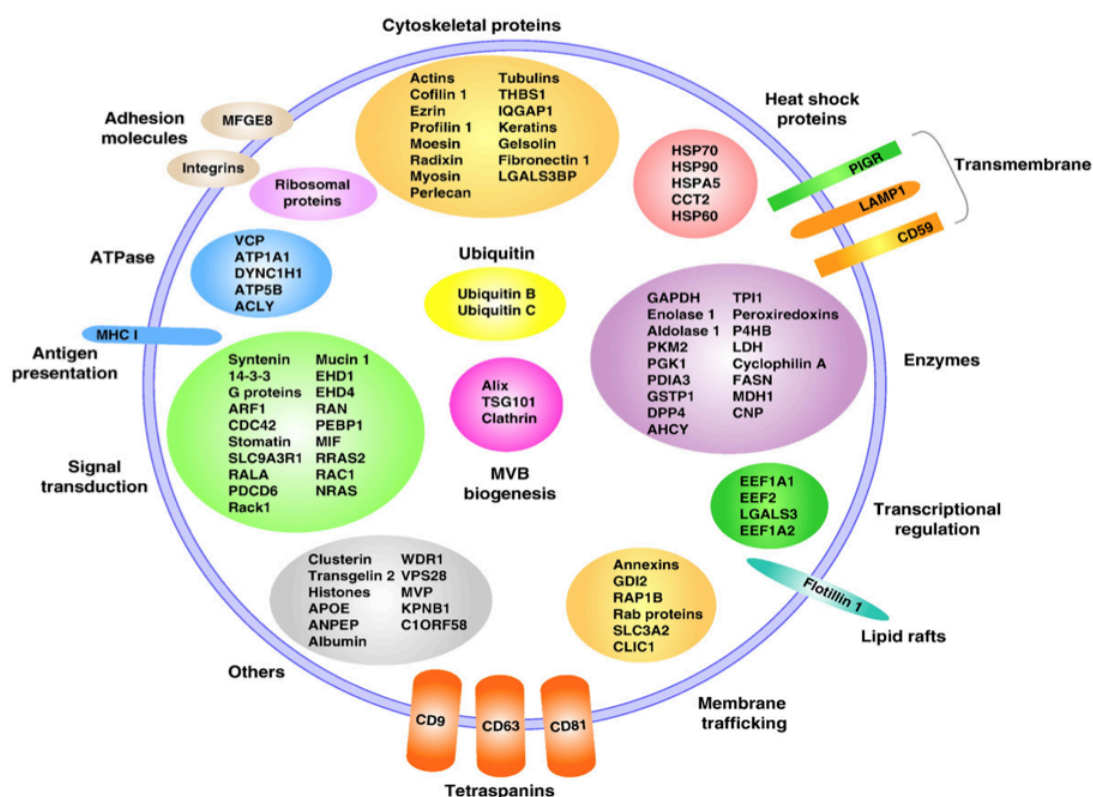 Cytoskeletal proteins
Actins
Cofilin 1
Ezrin
Profilin 1
Moesin
Radixin
Myosin
Perlecan
Tubulins
THBS1
IQGAP1
Keratins
Gelsolin
Fibronectin 1
LGALS3BP
Adhesion
molecules
MFGE8
Integrins
Ribosomal
proteins
Heat shock
proteins
HSP70
HSP90
HSPA5
CCT2
HSP60
Transmembrane
PIGR
LAMP1
CD59
ATPase
VCP
ATP1A1
DYNC1H1
ATP5B
ACLY
Ubiquitin
Ubiquitin B
Ubiquitin C
Enzymes
GAPDH
Enolase 1
Aldolase 1
PKM2
PGK1
PDIA3
GSTP1
DPP4
AHCY
TPI1
Peroxiredoxins
P4HB
LDH
Cyclophilin A
FASN
MDH1
CNP
MHC I
Antigen
presentation
Signal
transduction
Syntenin
14-3-3
G proteins
ARF1
CDC42
Stomatin
SLC9A3R1
RALA
PDCD6
Rack1
Mucin 1
EHD1
EHD4
RAN
PEBP1
MIF
RRAS2
RAC1
NRAS
Alix
TSG101
Clathrin
MVB
biogenesis
EEF1A1
EEF2
LGALS3
EEF1A2
Transcriptional
regulation
Flotillin 1
Lipid rafts
Clusterin
Transgelin 2
Histones
APOE
ANPEP
Albumin
WDR1
VPS28
MVP
KPNB1
C1ORF58
Others
Annexins
GDI2
RAP1B
Rab proteins
SLC3A2
CLIC1
Membrane
trafficking
CD9
CD63
CD81
Tetraspanins